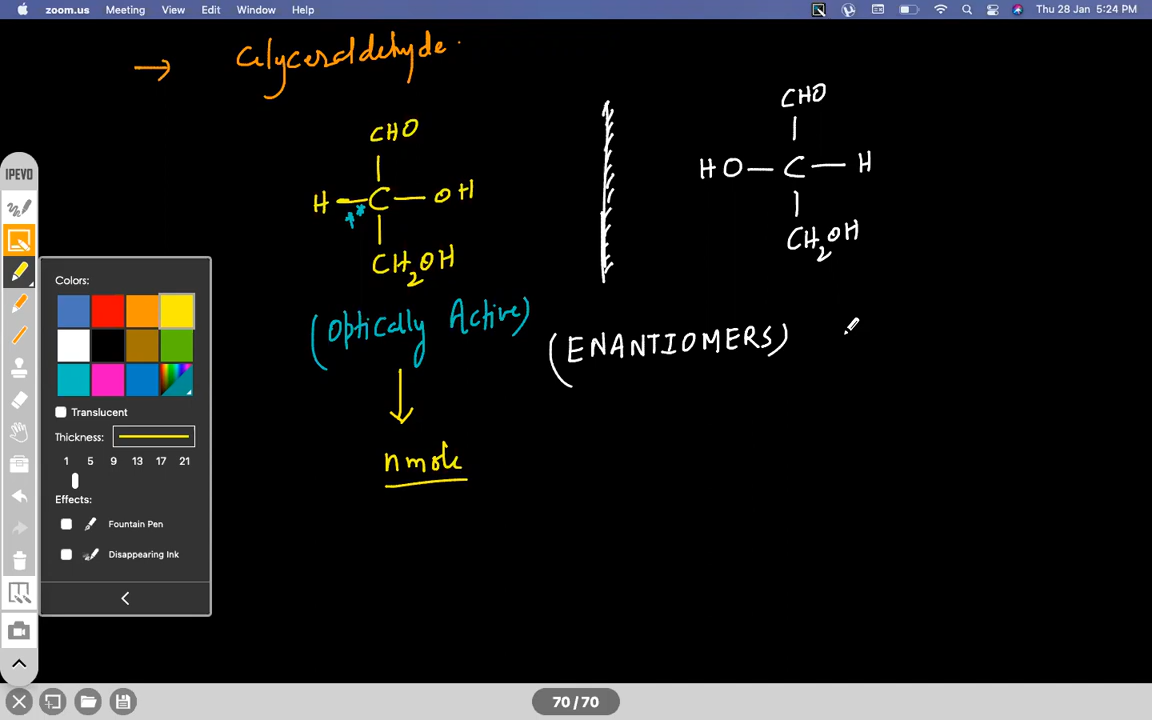 zoom.us Meeting View Edit Window Help Thu 28 Jan 5:24 PM
→ Glyceraldehyde
CHO
H — C — OH
**
CH2OH
(Optically Active)
↓
nmole
CHO
HO — C — H
CH2OH
(ENANTIOMERS)
IPEVO
Colors:
Translucent
Thickness:
1 5 9 13 17 21
Effects:
Fountain Pen
Disappearing Ink
70 / 70